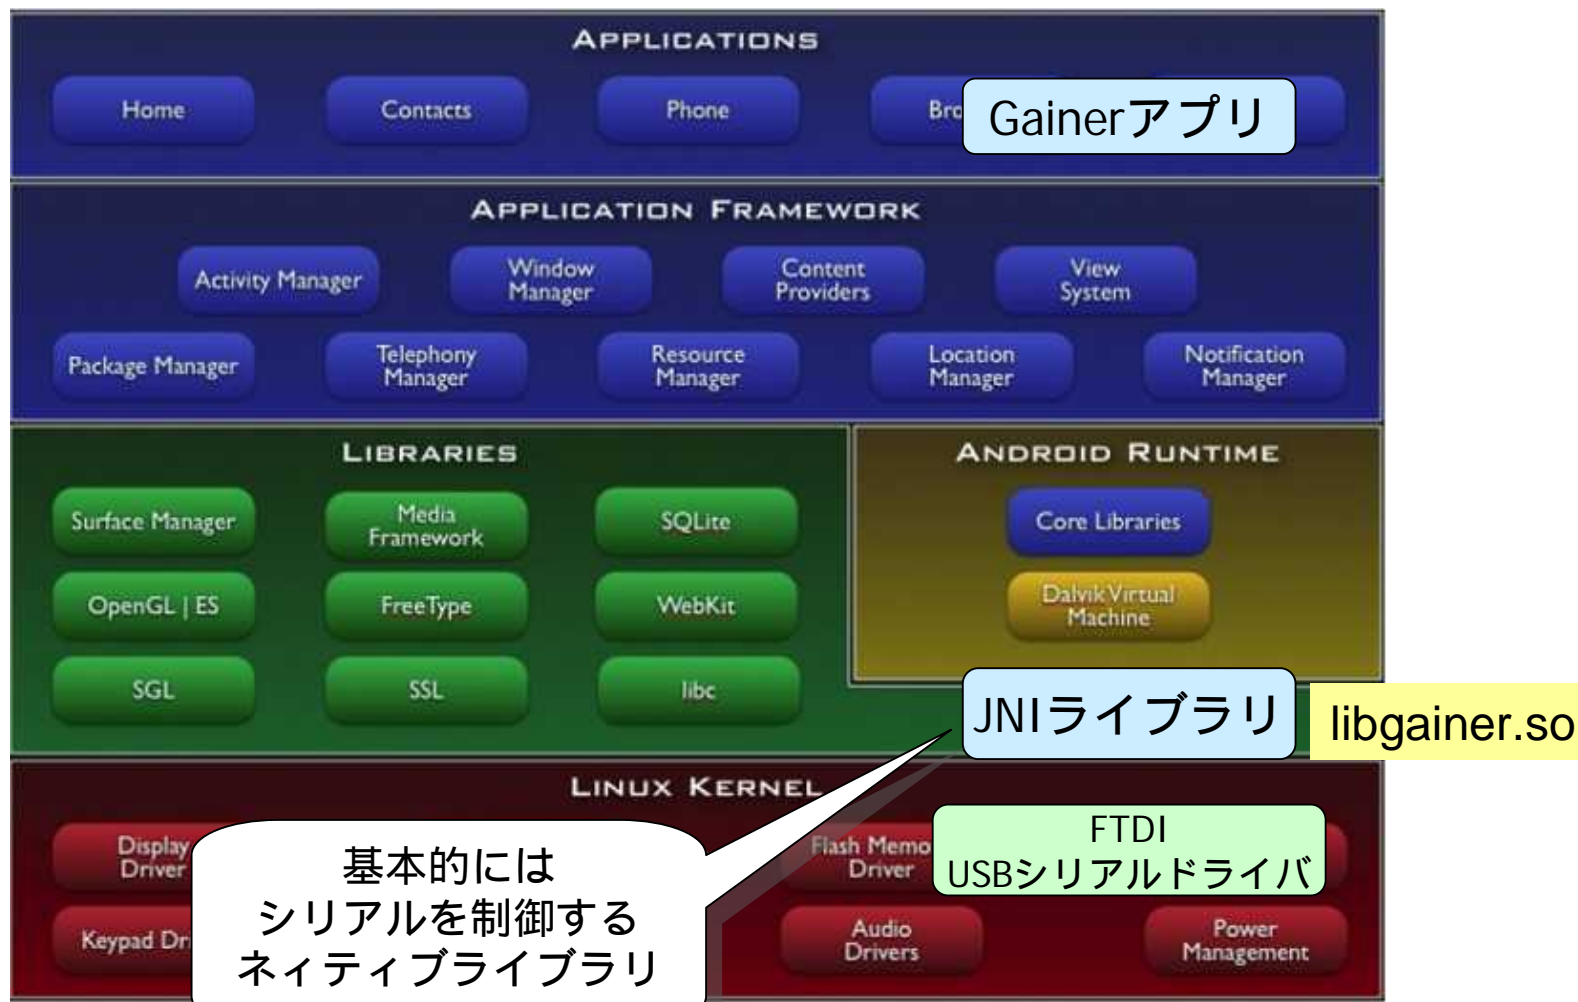 APPLICATIONS
Home
Contacts
Phone
Bro
Gainerアプリ
APPLICATION FRAMEWORK
Activity Manager
Window
Manager
Content
Providers
View
System
Package Manager
Telephony
Manager
Resource
Manager
Location
Manager
Notification
Manager
LIBRARIES
Surface Manager
Media
Framework
SQLite
OpenGL | ES
FreeType
WebKit
SGL
SSL
libc
ANDROID RUNTIME
Core Libraries
Dalvik Virtual
Machine
JNIライブラリ
libgainer.so
LINUX KERNEL
Display
Driver
Flash Memo
Driver
FTDI
USBシリアルドライバ
Keypad Dr
Audio
Drivers
Power
Management
基本的には
シリアルを制御する
ネィティブライブラリ